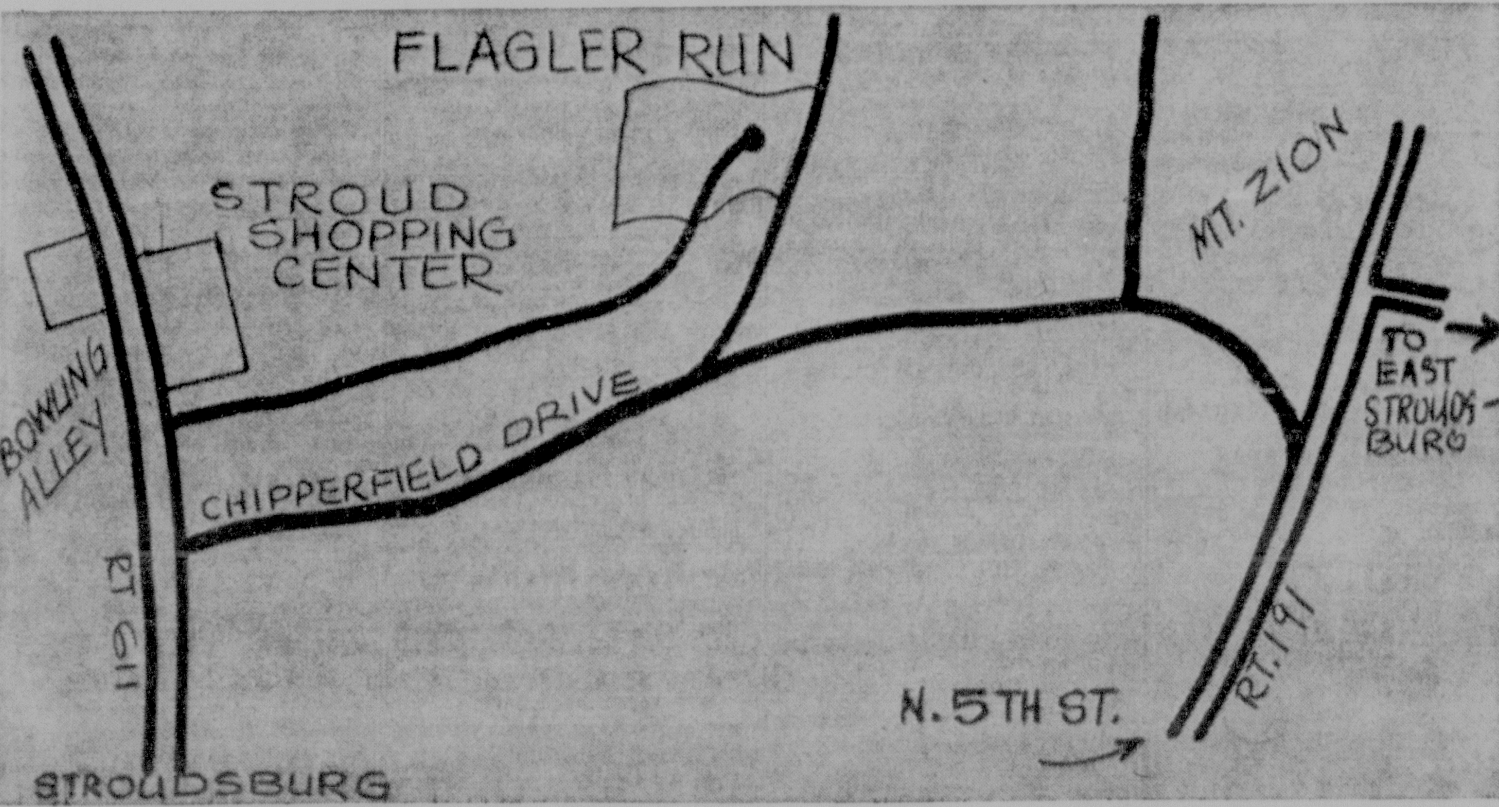 FLAGLER RUN
STROUD
SHOPPING
CENTER
MT. ZION
BOWLING
ALLEY
TO
EAST
STROUDS-
BURG
CHIPPERFIELD DRIVE
RT 611
RT. 191
N. 5TH ST.
STROUDSBURG